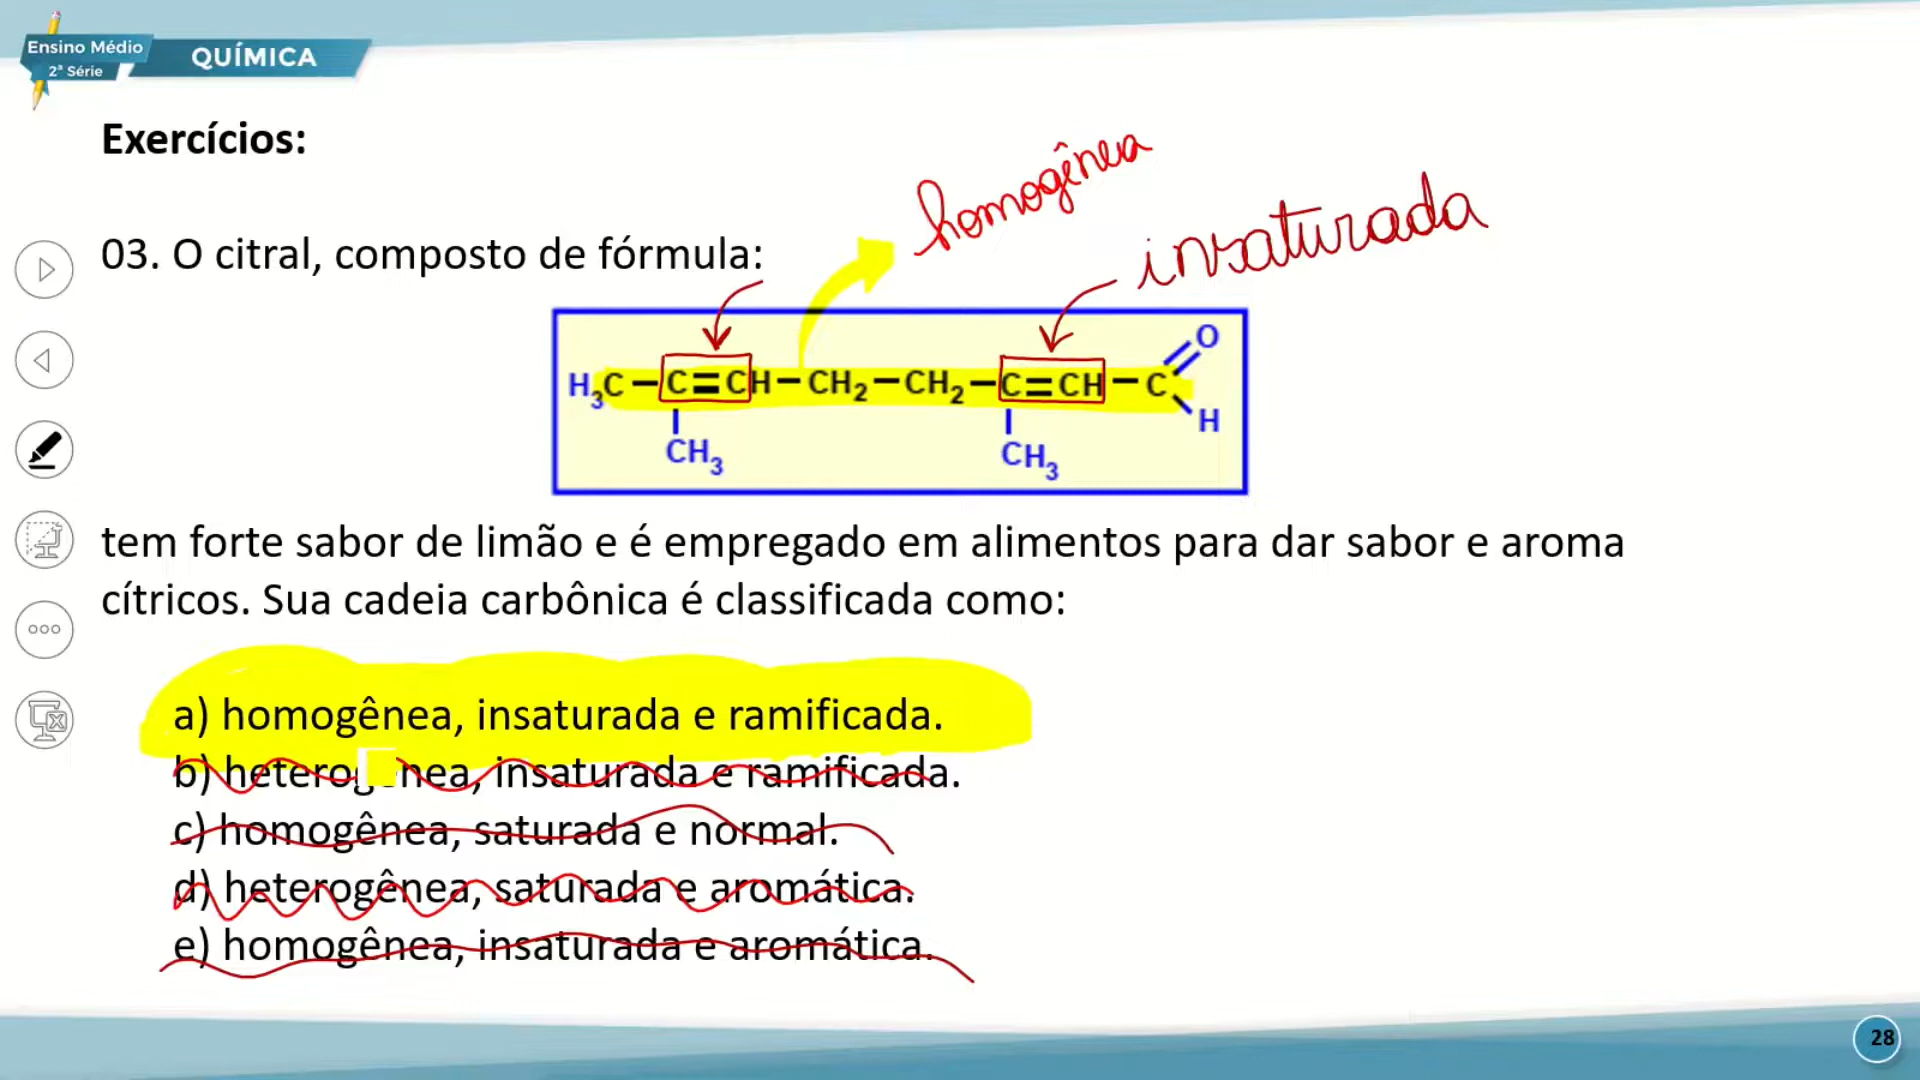 Ensino Médio
2ª Série
QUÍMICA
Exercícios:
homogênea
insaturada
03. O citral, composto de fórmula:
O
H₃C–C=CH–CH₂–CH₂–C=CH–C
H
CH₃ CH₃
tem forte sabor de limão e é empregado em alimentos para dar sabor e aroma
cítricos. Sua cadeia carbônica é classificada como:
a) homogênea, insaturada e ramificada.
b) heterogênea, insaturada e ramificada.
c) homogênea, saturada e normal.
d) heterogênea, saturada e aromática.
e) homogênea, insaturada e aromática.
28